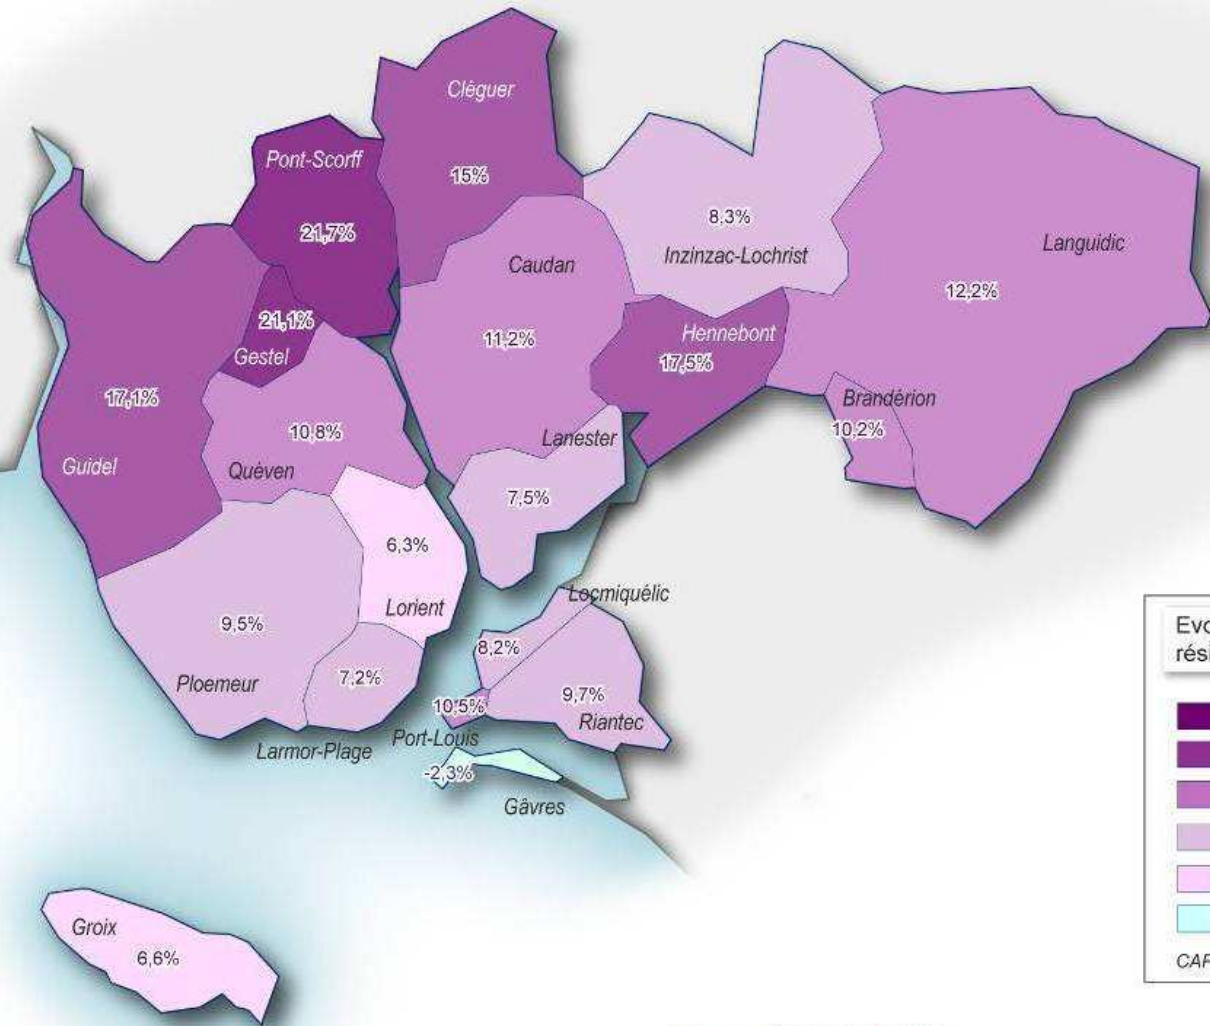 Cléguer
15%
Pont-Scorff
21,7%
8,3%
Inzinzac-Lochrist
Languidic
12,2%
Caudan
11,2%
21,1%
Gestel
Hennebont
17,5%
17,1%
Guidel
10,8%
Quéven
Lanester
7,5%
Brandérion
10,2%
6,3%
Lorient
Locmiquélic
8,2%
9,5%
Ploemeur
7,2%
Larmor-Plage
9,7%
Riantec
10,5%
Port-Louis
-2,3%
Gâvres
Groix
6,6%
Evo
rési